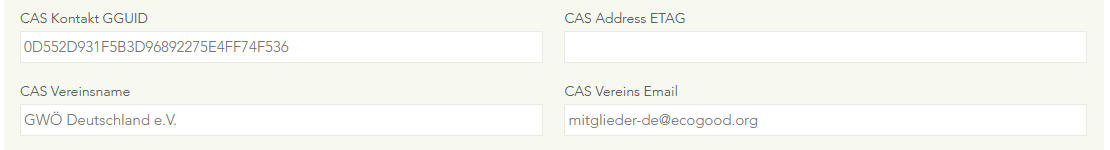 CAS Kontakt GGUID
CAS Address ETAG
0D552D931F5B3D96892275E4FF74F536
CAS Vereinsname
CAS Vereins Email
GWÖ Deutschland e.V.
mitglieder-de@ecogood.org